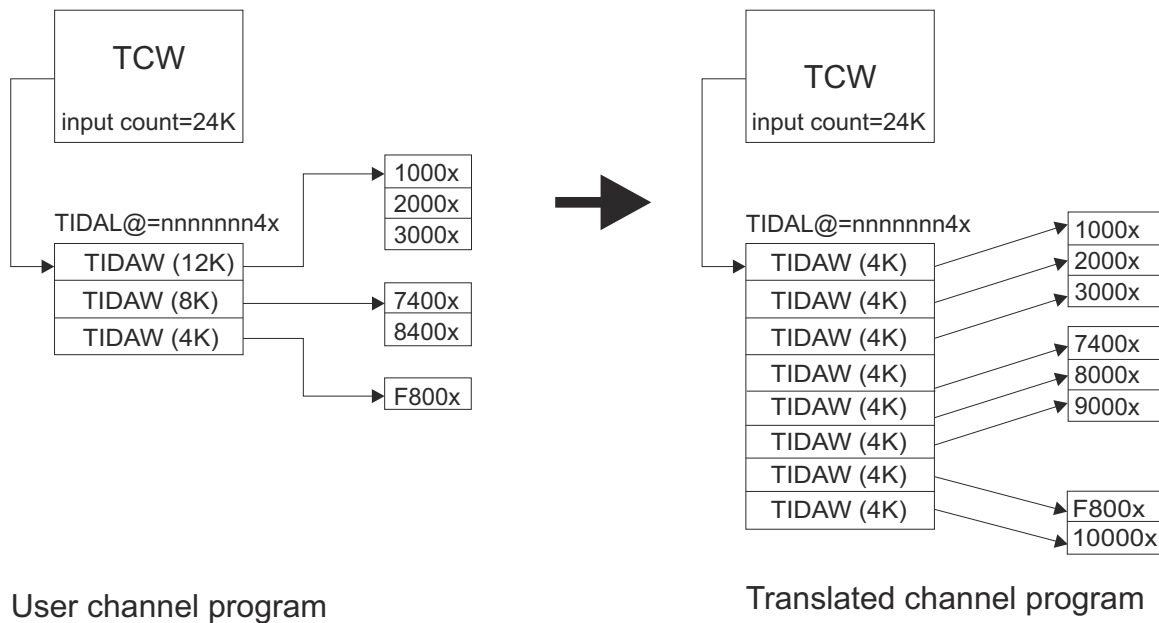 TCW
input count=24K
TIDAL@=nnnnnnn4x
TIDAW (12K)
TIDAW (8K)
TIDAW (4K)
1000x
2000x
3000x
7400x
8400x
F800x
User channel program
TCW
input count=24K
TIDAL@=nnnnnnn4x
TIDAW (4K)
TIDAW (4K)
TIDAW (4K)
TIDAW (4K)
TIDAW (4K)
TIDAW (4K)
TIDAW (4K)
TIDAW (4K)
1000x
2000x
3000x
7400x
8000x
9000x
F800x
10000x
Translated channel program